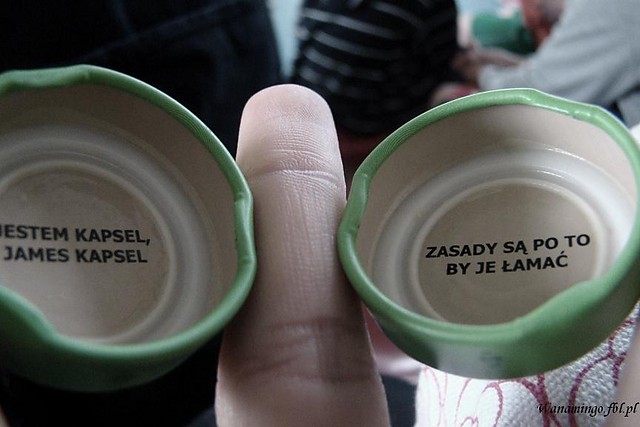 JESTEM KAPSEL,
JAMES KAPSEL
ZASADY SĄ PO TO
BY JE ŁAMAĆ
Wanamingo.fbl.pl